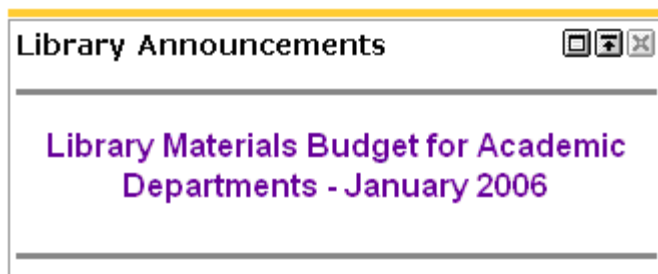 Library Announcements
Library Materials Budget for Academic
Departments - January 2006